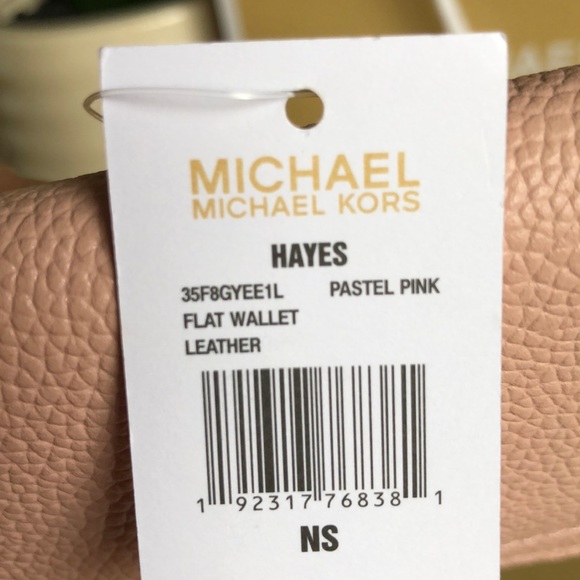 MICHAEL
MICHAEL KORS
HAYES
35F8GYEE1L PASTEL PINK
FLAT WALLET
LEATHER
1 92317 76838 1
NS